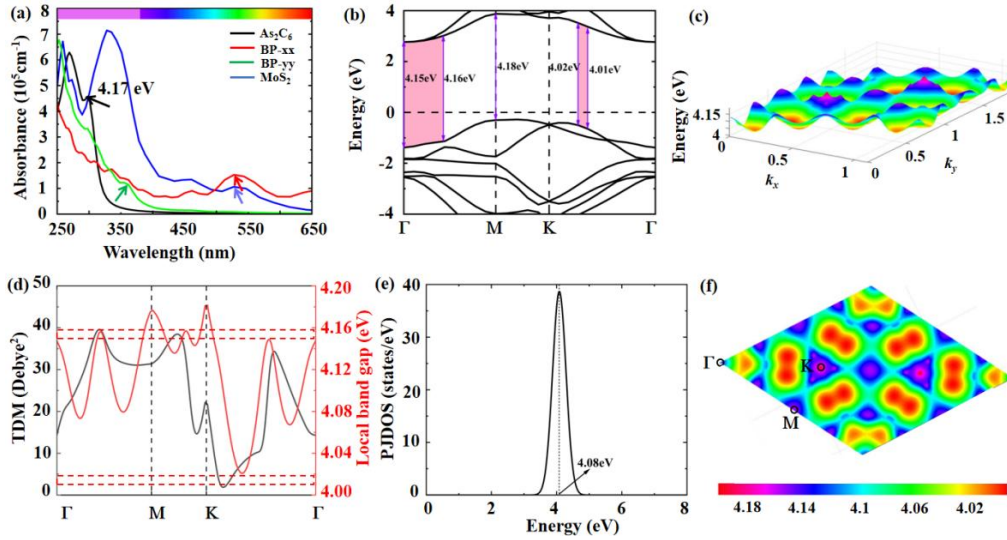 (a)
As₂C₆
BP-xx
BP-yy
MoS₂
4.17 eV
Absorbance (10⁵cm⁻¹)
8
7
6
5
4
3
2
1
0
250 350 450 550 650
Wavelength (nm)
(b)
Energy (eV)
4
2
0
-2
-4
4.15eV 4.16eV 4.18eV 4.02eV 4.01eV
Γ M K Γ
(c)
Energy (eV)
4.15
4
0 0.5 1
kₓ
0 0.5 1 1.5
k_y
(d)
TDM (Debye²)
50
40
30
20
10
0
Γ M K Γ
4.20
4.16
4.12
4.08
4.04
4.00
Local band gap (eV)
(e)
PJDOS (states/eV)
40
30
20
10
0
4.08eV
0 2 4 6 8
Energy (eV)
(f)
Γ
K
M
4.18 4.14 4.1 4.06 4.02